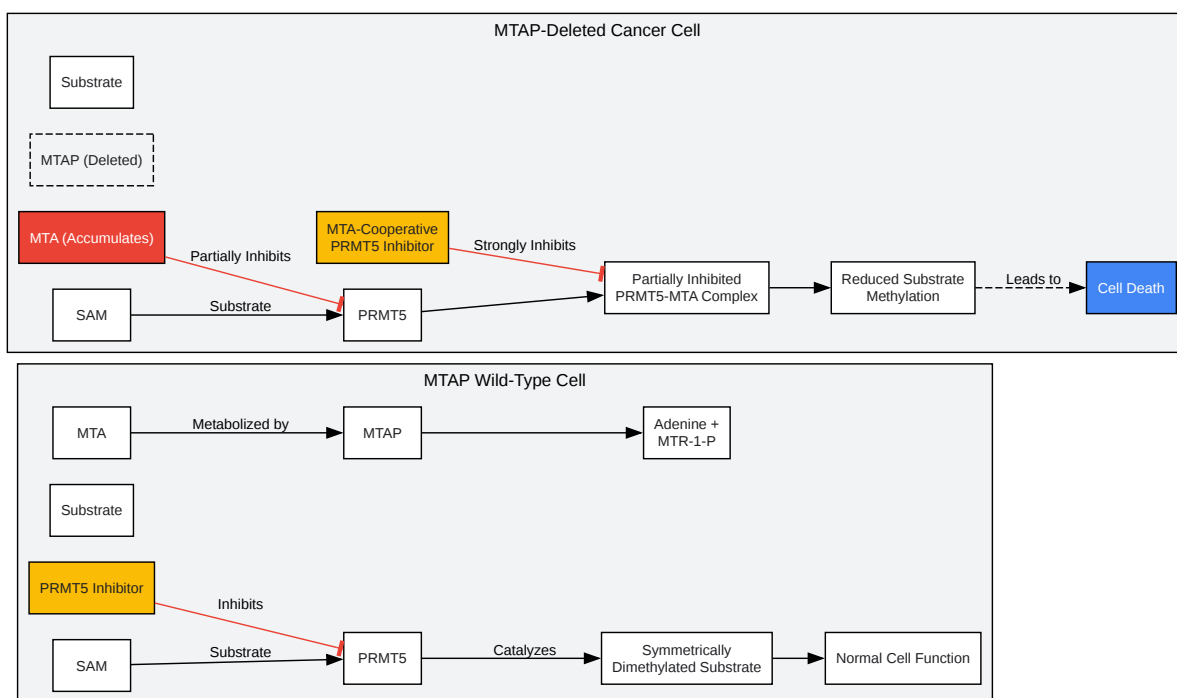 MTAP-Deleted Cancer Cell
Substrate
MTAP (Deleted)
MTA (Accumulates)
Partially Inhibits
MTA-Cooperative
PRMT5 Inhibitor
Strongly Inhibits
SAM
Substrate
PRMT5
Partially Inhibited
PRMT5-MTA Complex
Reduced Substrate
Methylation
Leads to
Cell Death
MTAP Wild-Type Cell
MTA
Metabolized by
MTAP
Adenine +
MTR-1-P
Substrate
PRMT5 Inhibitor
Inhibits
SAM
Substrate
PRMT5
Catalyzes
Symmetrically
Dimethylated Substrate
Normal Cell Function